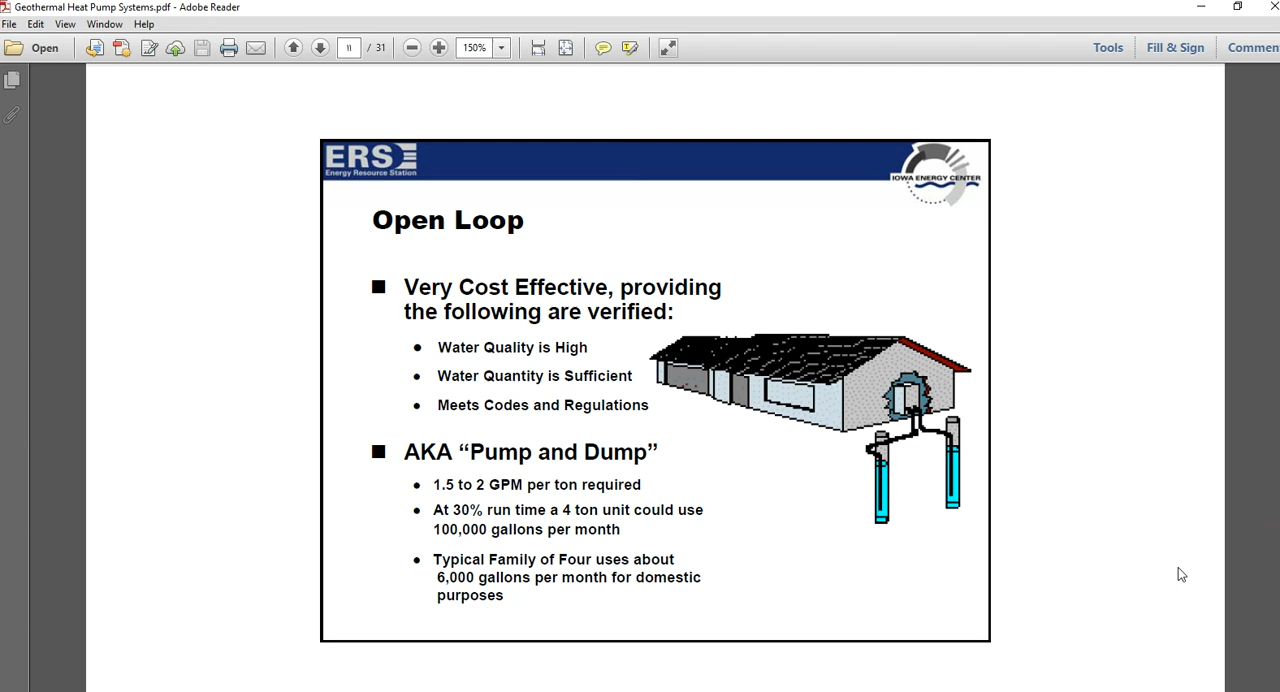 Geothermal Heat Pump Systems.pdf - Adobe Reader
File Edit View Window Help
Open 11 / 31 150% Tools Fill & Sign Commen
ERS
Energy Resource Station
IOWA ENERGY CENTER
Open Loop
■ Very Cost Effective, providing
the following are verified:
• Water Quality is High
• Water Quantity is Sufficient
• Meets Codes and Regulations
■ AKA “Pump and Dump”
• 1.5 to 2 GPM per ton required
• At 30% run time a 4 ton unit could use
100,000 gallons per month
• Typical Family of Four uses about
6,000 gallons per month for domestic
purposes